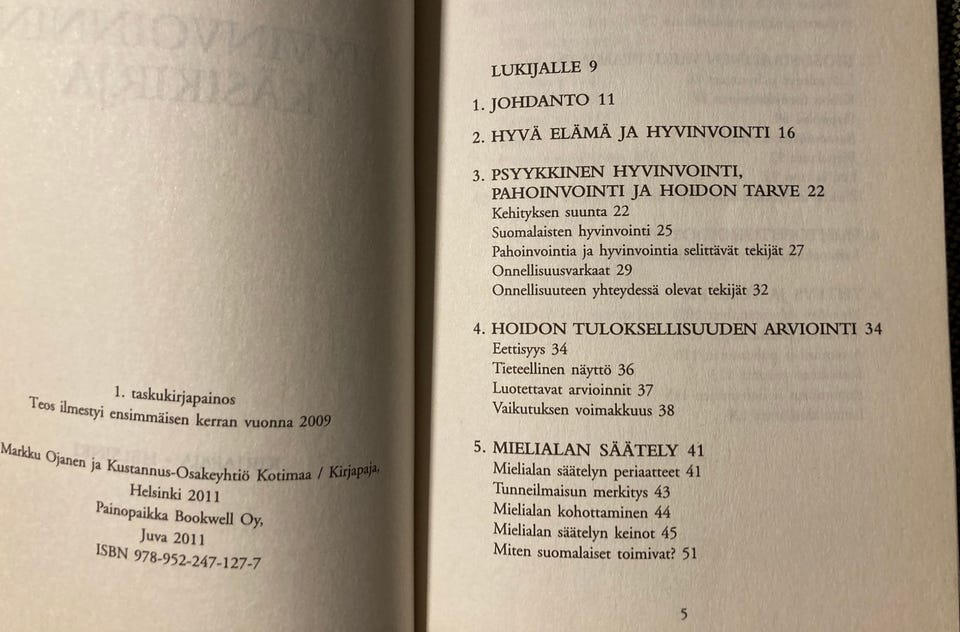 1. taskukirjapainos
Teos ilmestyi ensimmäisen kerran vuonna 2009
Markku Ojanen ja Kustannus-Osakeyhtiö Kotimaa / Kirjapaja,
Helsinki 2011
Painopaikka Bookwell Oy,
Juva 2011
ISBN 978-952-247-127-7
LUKIJALLE 9
1. JOHDANTO 11
2. HYVÄ ELÄMÄ JA HYVINVOINTI 16
3. PSYYKKINEN HYVINVOINTI,
PAHOINVOINTI JA HOIDON TARVE 22
Kehityksen suunta 22
Suomalaisten hyvinvointi 25
Pahoinvointia ja hyvinvointia selittävät tekijät 27
Onnellisuusvarkaat 29
Onnellisuuteen yhteydessä olevat tekijät 32
4. HOIDON TULOKSELLISUUDEN ARVIOINTI 34
Eettisyys 34
Tieteellinen näyttö 36
Luotettavat arvioinnit 37
Vaikutuksen voimakkuus 38
5. MIELIALAN SÄÄTELY 41
Mielialan säätelyn periaatteet 41
Tunneilmaisun merkitys 43
Mielialan kohottaminen 44
Mielialan säätelyn keinot 45
Miten suomalaiset toimivat? 51
5